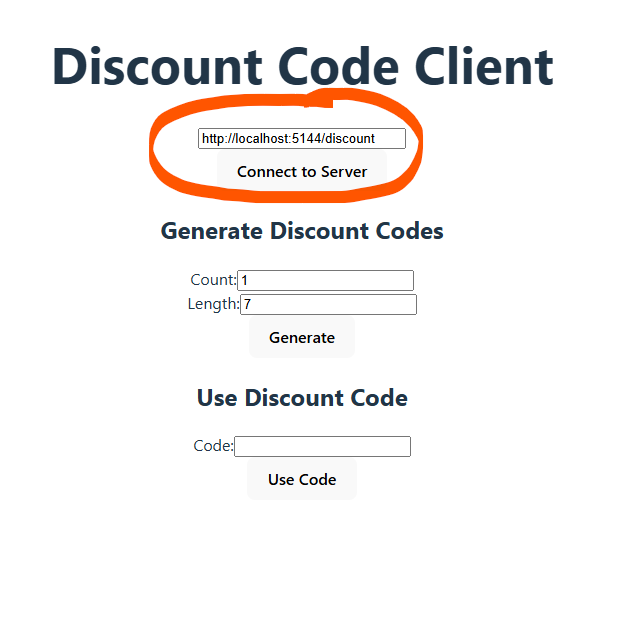 Discount Code Client
http://localhost:5144/discount
Connect to Server
Generate Discount Codes
Count:1
Length:7
Generate
Use Discount Code
Code:
Use Code